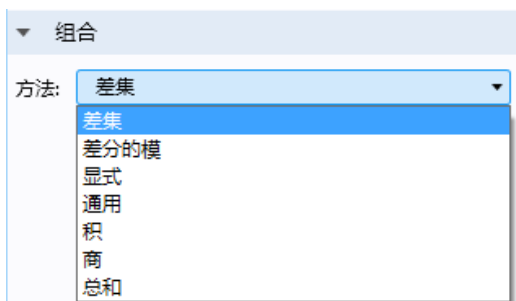 组合
方法: 差集
差集
差分的模
显式
通用
积
商
总和